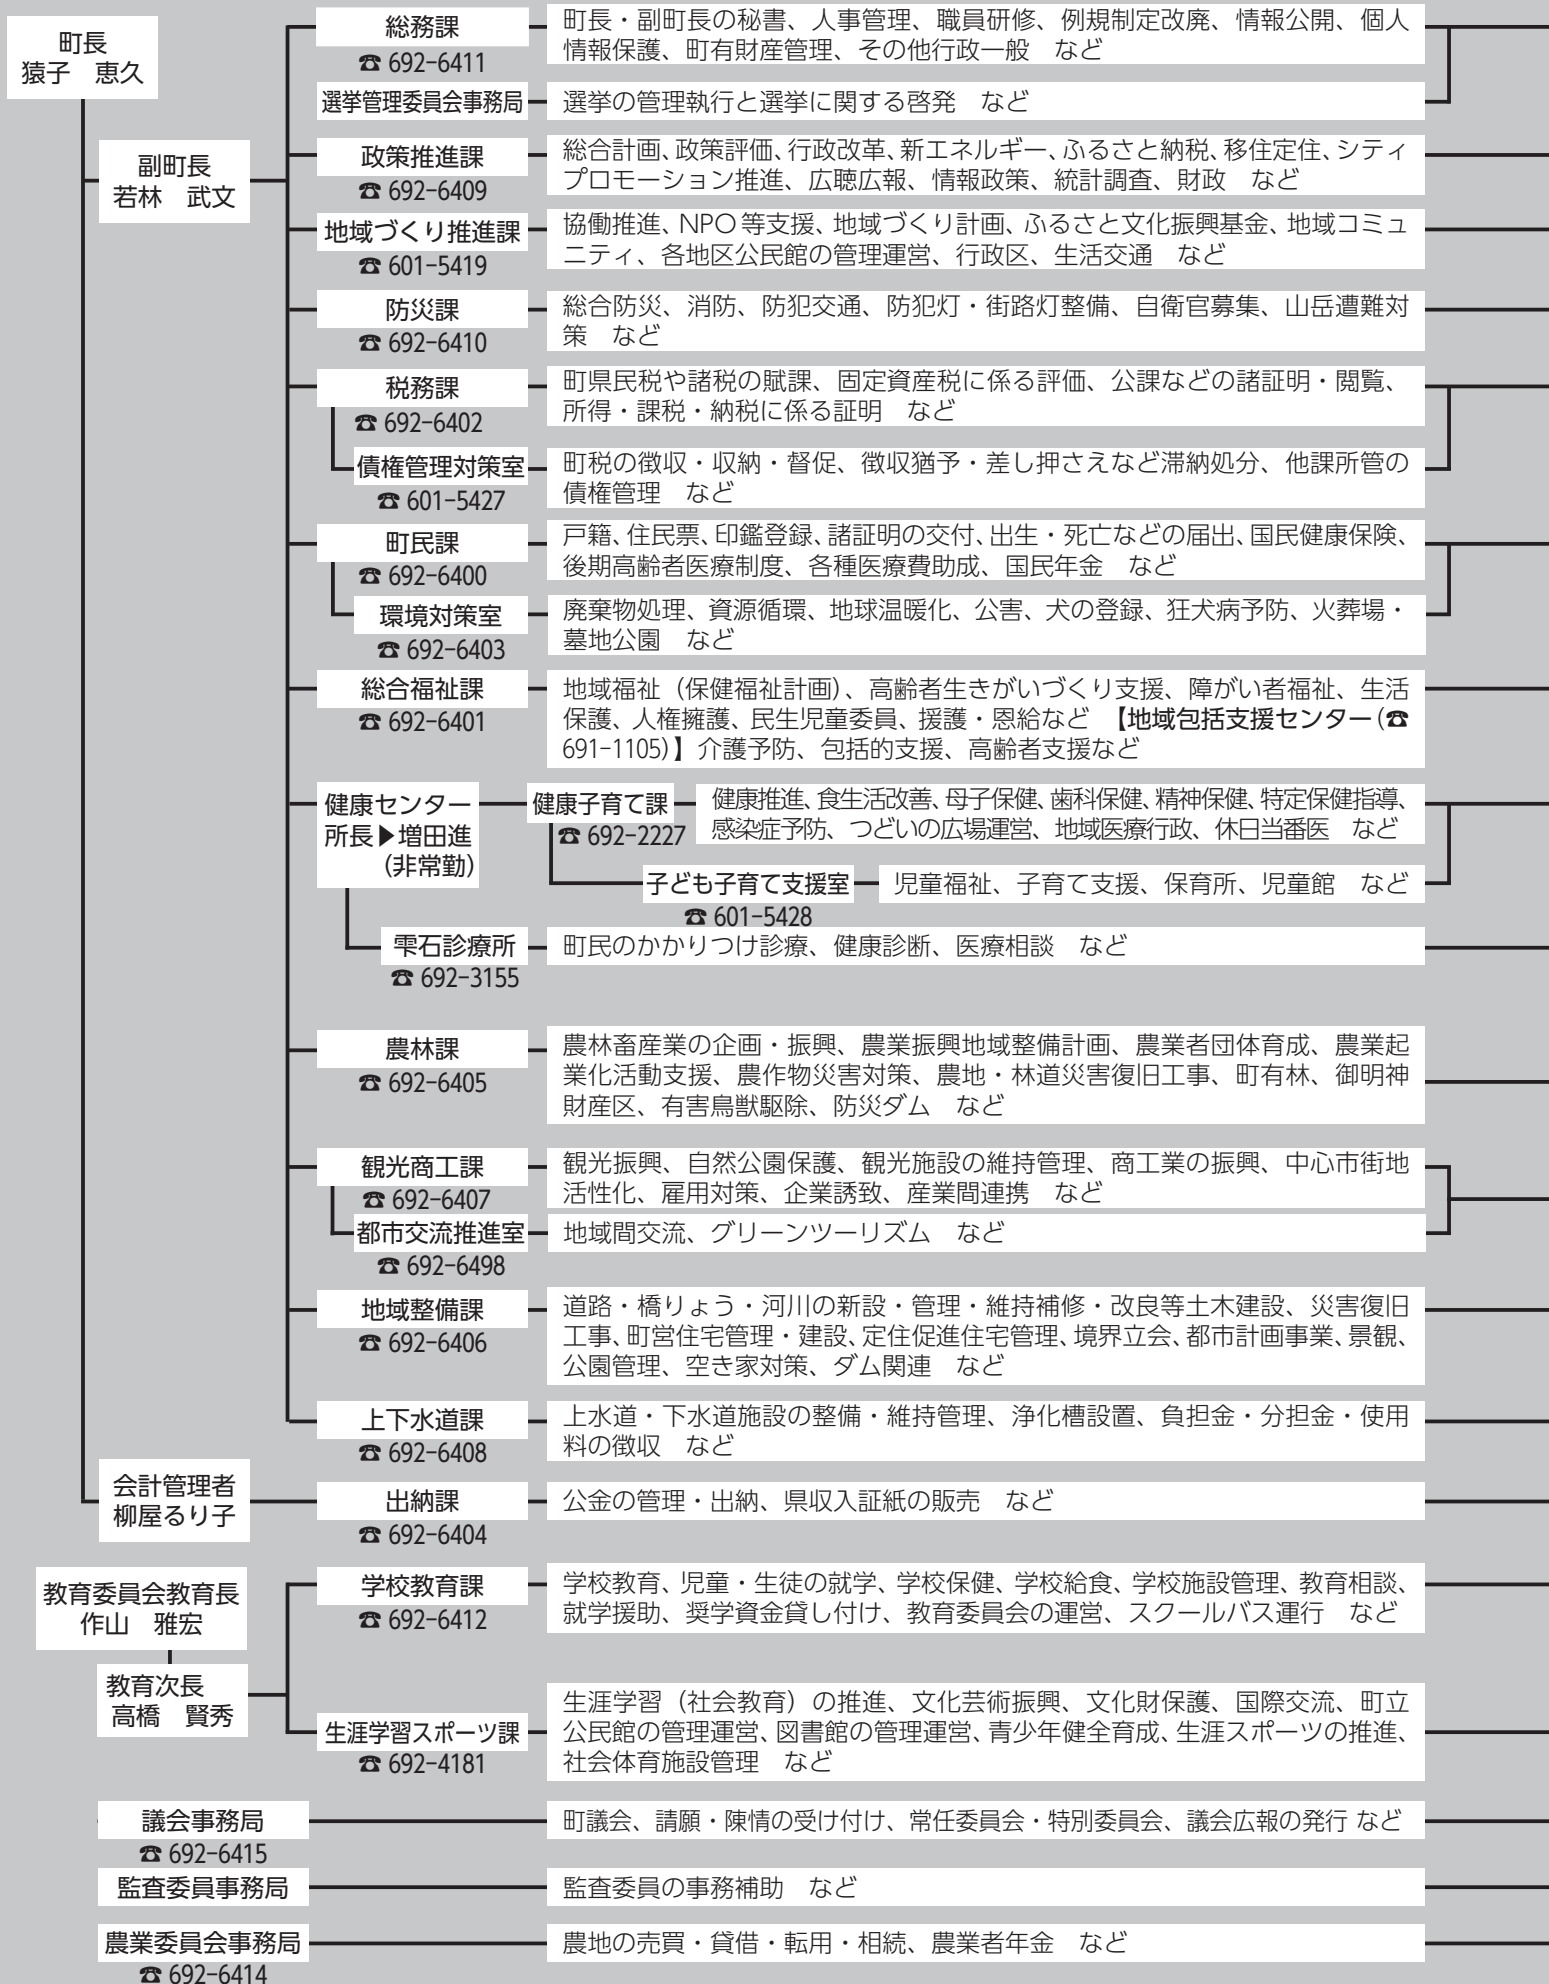 町長
猿子　恵久
副町長
若林　武文
総務課
☎ 692-6411
町長・副町長の秘書、人事管理、職員研修、例規制定改廃、情報公開、個人
情報保護、町有財産管理、その他行政一般　など
選挙管理委員会事務局
選挙の管理執行と選挙に関する啓発　など
政策推進課
☎ 692-6409
総合計画、政策評価、行政改革、新エネルギー、ふるさと納税、移住定住、シティ
プロモーション推進、広聴広報、情報政策、統計調査、財政　など
地域づくり推進課
☎ 601-5419
協働推進、NPO等支援、地域づくり計画、ふるさと文化振興基金、地域コミュ
ニティ、各地区公民館の管理運営、行政区、生活交通　など
防災課
☎ 692-6410
総合防災、消防、防犯交通、防犯灯・街路灯整備、自衛官募集、山岳遭難対
策　など
税務課
☎ 692-6402
町県民税や諸税の賦課、固定資産税に係る評価、公課などの諸証明・閲覧、
所得・課税・納税に係る証明　など
債権管理対策室
☎ 601-5427
町税の徴収・収納・督促、徴収猶予・差し押さえなど滞納処分、他課所管の
債権管理　など
町民課
☎ 692-6400
戸籍、住民票、印鑑登録、諸証明の交付、出生・死亡などの届出、国民健康保険、
後期高齢者医療制度、各種医療費助成、国民年金　など
環境対策室
☎ 692-6403
廃棄物処理、資源循環、地球温暖化、公害、犬の登録、狂犬病予防、火葬場・
墓地公園　など
総合福祉課
☎ 692-6401
地域福祉（保健福祉計画）、高齢者生きがいづくり支援、障がい者福祉、生活
保護、人権擁護、民生児童委員、援護・恩給など　【地域包括支援センター(☎
691-1105)】介護予防、包括的支援、高齢者支援など
健康センター
所長▶増田進
(非常勤)
健康子育て課
☎ 692-2227
健康推進、食生活改善、母子保健、歯科保健、精神保健、特定保健指導、
感染症予防、つどいの広場運営、地域医療行政、休日当番医　など
子ども子育て支援室
☎ 601-5428
児童福祉、子育て支援、保育所、児童館　など
雫石診療所
☎ 692-3155
町民のかかりつけ診療、健康診断、医療相談　など
農林課
☎ 692-6405
農林畜産業の企画・振興、農業振興地域整備計画、農業者団体育成、農業起
業化活動支援、農作物災害対策、農地・林道災害復旧工事、町有林、御明神
財産区、有害鳥獣駆除、防災ダム　など
観光商工課
☎ 692-6407
観光振興、自然公園保護、観光施設の維持管理、商工業の振興、中心市街地
活性化、雇用対策、企業誘致、産業間連携　など
都市交流推進室
☎ 692-6498
地域間交流、グリーンツーリズム　など
地域整備課
☎ 692-6406
道路・橋りょう・河川の新設・管理・維持補修・改良等土木建設、災害復旧
工事、町営住宅管理・建設、定住促進住宅管理、境界立会、都市計画事業、景観、
公園管理、空き家対策、ダム関連　など
上下水道課
☎ 692-6408
上水道・下水道施設の整備・維持管理、浄化槽設置、負担金・分担金・使用
料の徴収　など
会計管理者
柳屋るり子
出納課
☎ 692-6404
公金の管理・出納、県収入証紙の販売　など
教育委員会教育長
作山　雅宏
教育次長
高橋　賢秀
学校教育課
☎ 692-6412
学校教育、児童・生徒の就学、学校保健、学校給食、学校施設管理、教育相談、
就学援助、奨学資金貸し付け、教育委員会の運営、スクールバス運行　など
生涯学習スポーツ課
☎ 692-4181
生涯学習（社会教育）の推進、文化芸術振興、文化財保護、国際交流、町立
公民館の管理運営、図書館の管理運営、青少年健全育成、生涯スポーツの推進、
社会体育施設管理　など
議会事務局
☎ 692-6415
町議会、請願・陳情の受け付け、常任委員会・特別委員会、議会広報の発行 など
監査委員事務局
監査委員の事務補助　など
農業委員会事務局
☎ 692-6414
農地の売買・貸借・転用・相続、農業者年金　など